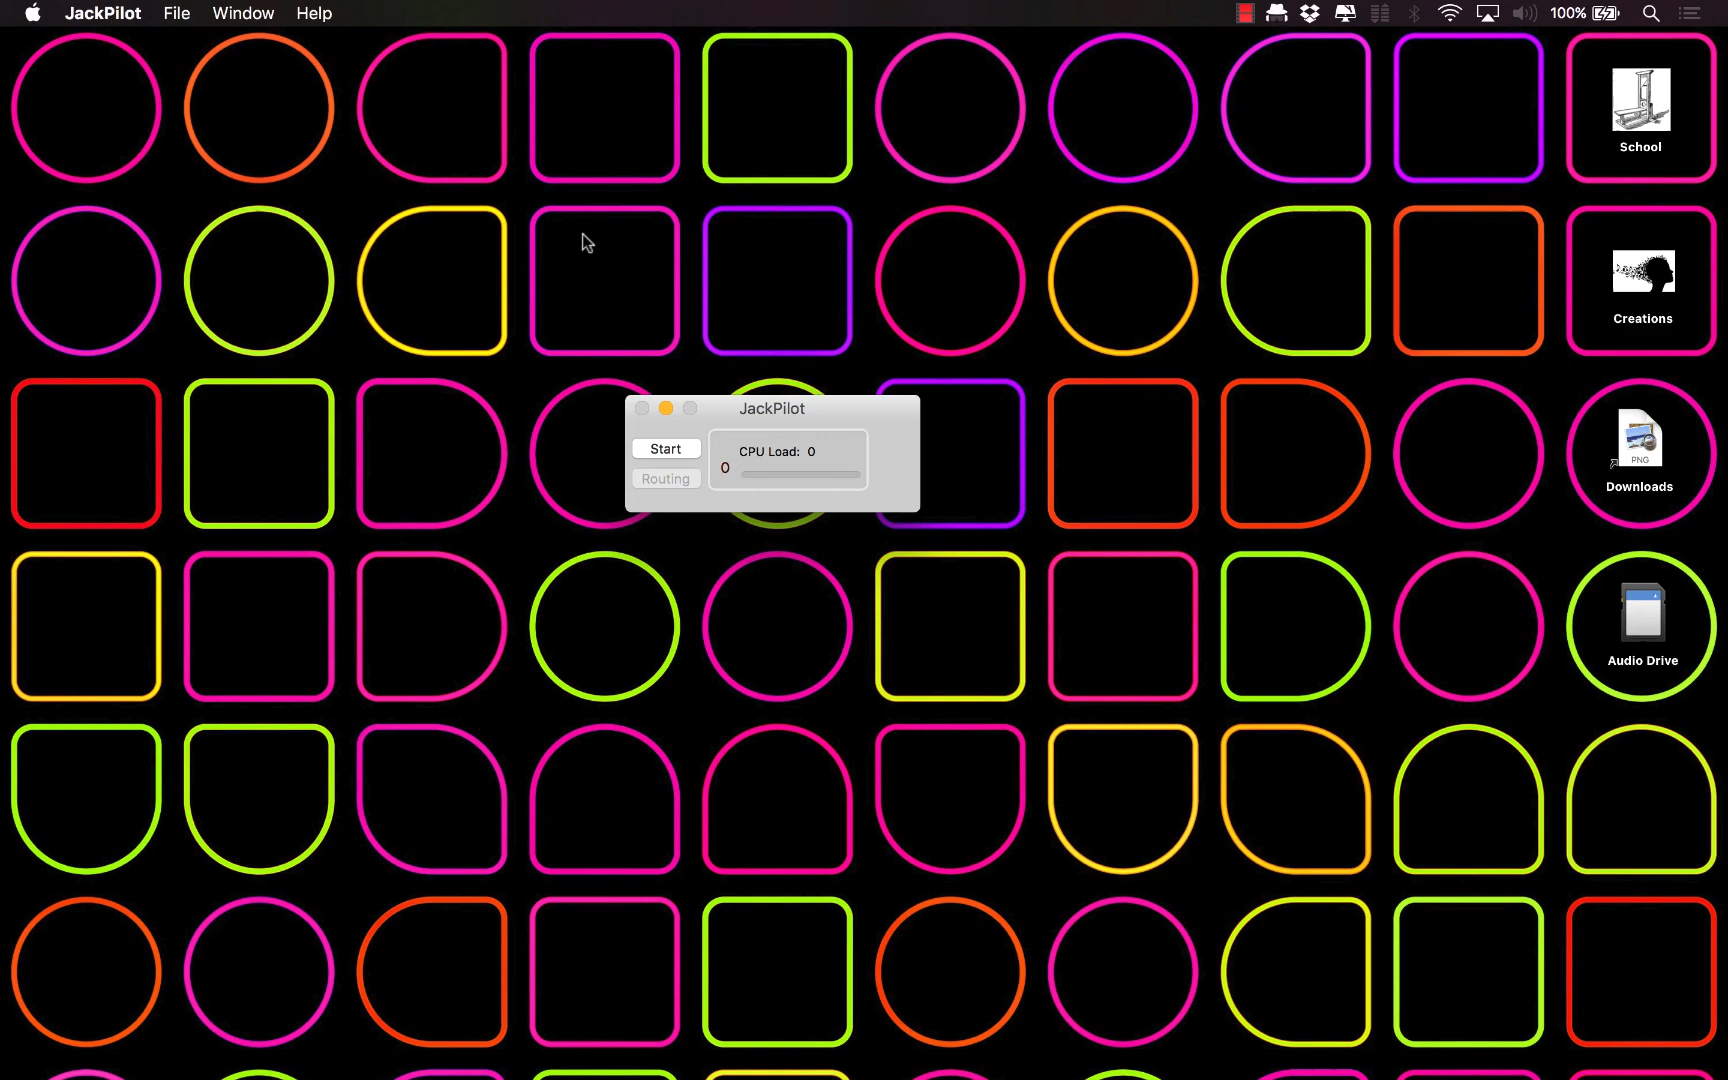 JackPilot File Window Help 100%
School
Creations
JackPilot
Start
CPU Load: 0
0
Routing
PNG
Downloads
Audio Drive